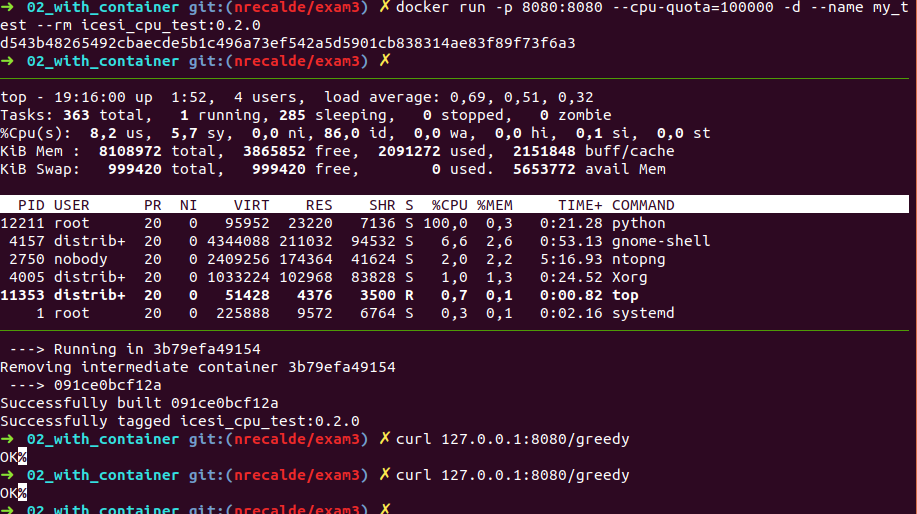 ➜  02_with_container git:(nrecalde/exam3) ✗ docker run -p 8080:8080 --cpu-quota=100000 -d --name my_t
est --rm icesi_cpu_test:0.2.0
d543b48265492cbaecde5b1c496a73ef542a5d5901cb838314ae83f89f73f6a3
➜  02_with_container git:(nrecalde/exam3) ✗
top - 19:16:00 up  1:52,  4 users,  load average: 0,69, 0,51, 0,32
Tasks: 363 total,   1 running, 285 sleeping,   0 stopped,   0 zombie
%Cpu(s):  8,2 us,  5,7 sy,  0,0 ni, 86,0 id,  0,0 wa,  0,0 hi,  0,1 si,  0,0 st
KiB Mem :  8108972 total,  3865852 free,  2091272 used,  2151848 buff/cache
KiB Swap:   999420 total,   999420 free,        0 used.  5653772 avail Mem
  PID USER      PR  NI    VIRT    RES    SHR S  %CPU %MEM     TIME+ COMMAND
12211 root      20   0   95952  23220   7136 S 100,0  0,3   0:21.28 python
 4157 distrib+  20   0 4344088 211032  94532 S   6,6  2,6   0:53.13 gnome-shell
 2750 nobody    20   0 2409256 174364  41624 S   2,0  2,2   5:16.93 ntopng
 4005 distrib+  20   0 1033224 102968  83828 S   1,0  1,3   0:24.52 Xorg
11353 distrib+  20   0   51428   4376   3500 R   0,7  0,1   0:00.82 top
    1 root      20   0  225888   9572   6764 S   0,3  0,1   0:02.16 systemd
 ---> Running in 3b79efa49154
Removing intermediate container 3b79efa49154
 ---> 091ce0bcf12a
Successfully built 091ce0bcf12a
Successfully tagged icesi_cpu_test:0.2.0
➜  02_with_container git:(nrecalde/exam3) ✗ curl 127.0.0.1:8080/greedy
OK%
➜  02_with_container git:(nrecalde/exam3) ✗ curl 127.0.0.1:8080/greedy
OK%
➜  02_with_container git:(nrecalde/exam3) ✗